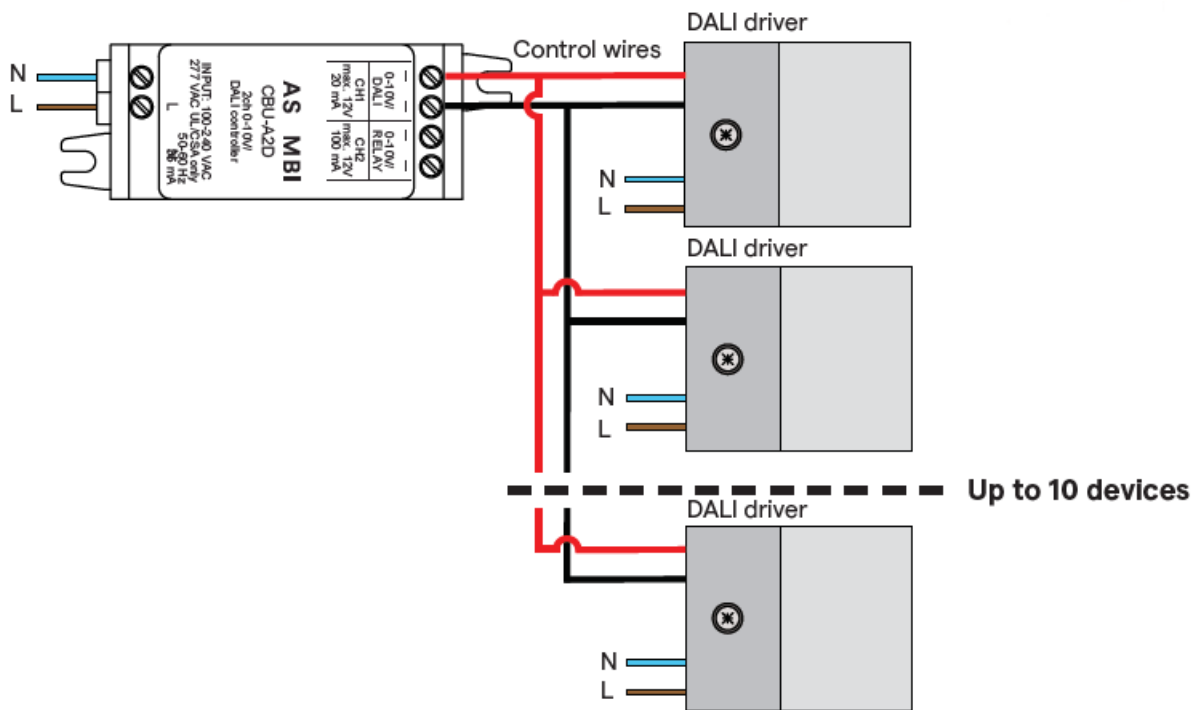 DALI driver
Control wires
N
L
0-10V/
DALI
CH1
max. 12V
20 mA
0-10V/
RELAY
CH2
max. 12V
100 mA
AS MBI
CBU-A2D
2ch 0-10V/
DALI controller
INPUT: 100-240 VAC
277 VAC UL/CSA only
50-60 Hz
mA
L
N
L
DALI driver
N
L
Up to 10 devices
DALI driver
N
L